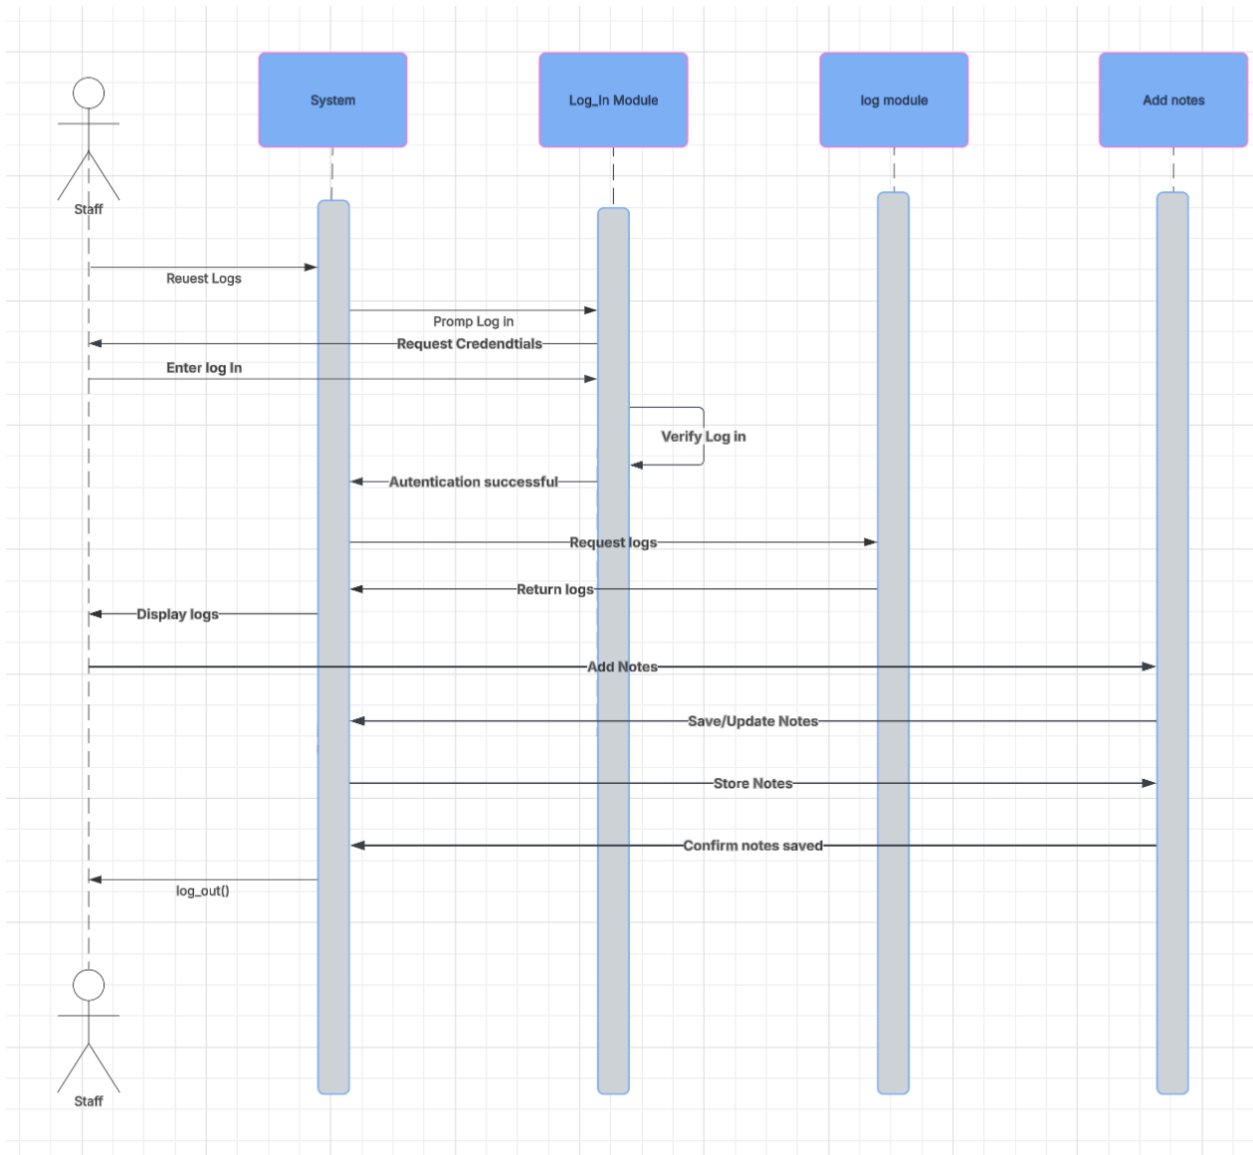 System
Log_In Module
log module
Add notes
Staff
Reuest Logs
Promp Log in
Request Credendtials
Enter log In
Verify Log in
Autentication successful
Request logs
Return logs
Display logs
Add Notes
Save/Update Notes
Store Notes
Confirm notes saved
log_out()
Staff